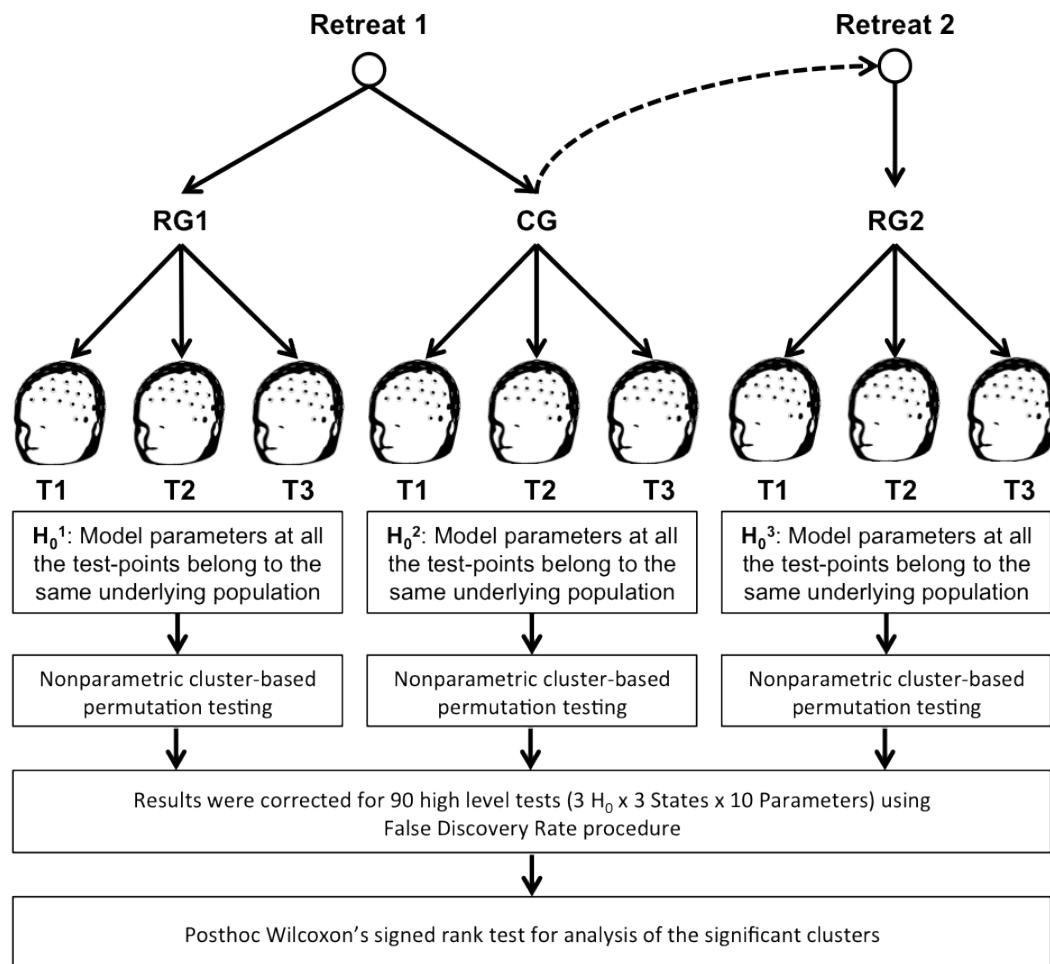 Retreat 1
Retreat 2
RG1
CG
RG2
T1 T2 T3
T1 T2 T3
T1 T2 T3
H₀¹: Model parameters at all
the test-points belong to the
same underlying population
H₀²: Model parameters at all
the test-points belong to the
same underlying population
H₀³: Model parameters at all
the test-points belong to the
same underlying population
Nonparametric cluster-based
permutation testing
Nonparametric cluster-based
permutation testing
Nonparametric cluster-based
permutation testing
Results were corrected for 90 high level tests (3 H₀ x 3 States x 10 Parameters) using
False Discovery Rate procedure
Posthoc Wilcoxon's signed rank test for analysis of the significant clusters